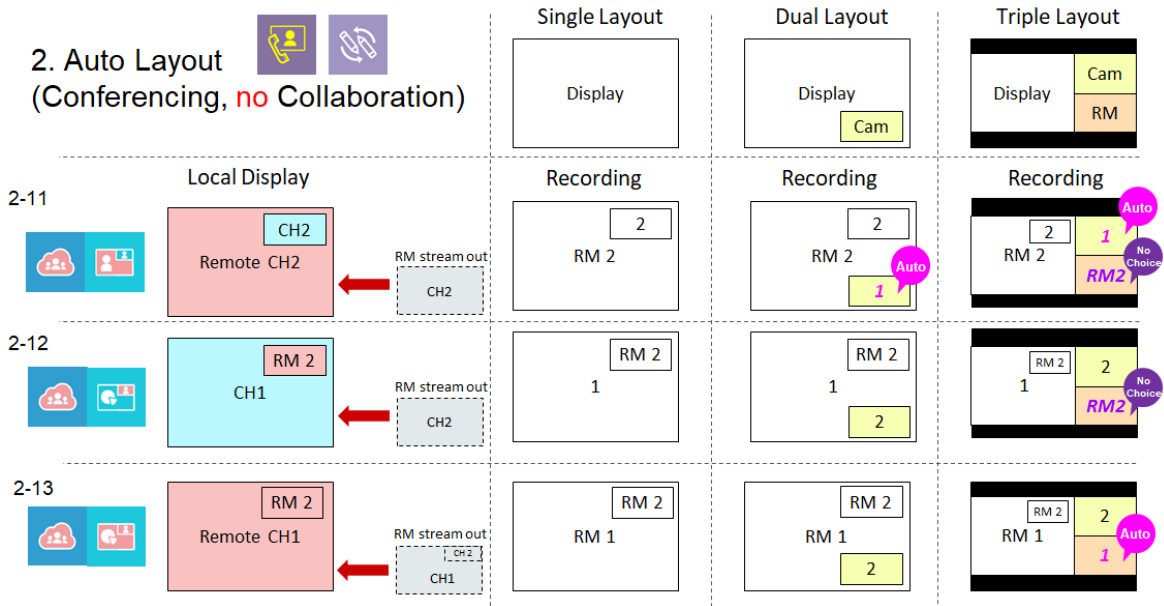 2. Auto Layout
(Conferencing, no Collaboration)
Single Layout
Dual Layout
Triple Layout
Display
Display
Cam
Display
Cam
RM
Local Display
Recording
Recording
Recording
2-11
CH2
Remote CH2
RM stream out
CH2
2
RM 2
2
RM 2
Auto
1
2
RM 2
Auto
1
No
Choice
RM2
2-12
RM 2
CH1
RM stream out
CH2
RM 2
1
RM 2
1
2
RM 2
1
2
No
Choice
RM2
2-13
RM 2
Remote CH1
RM stream out
CH 2
CH1
RM 2
RM 1
RM 2
RM 1
2
RM 2
RM 1
2
Auto
1